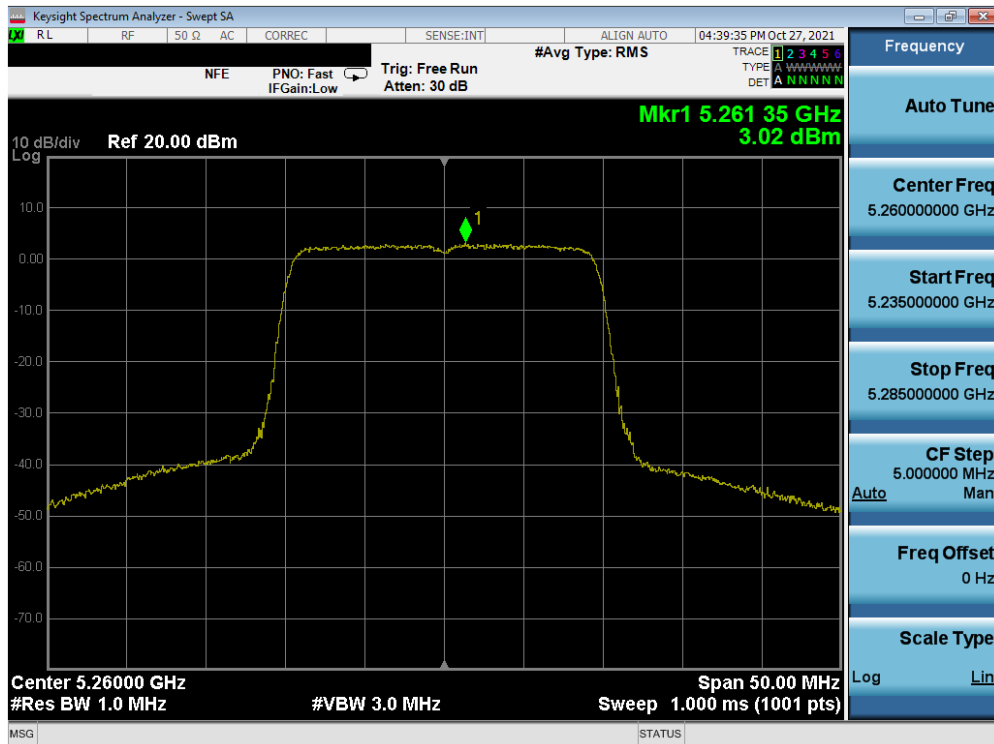 Keysight Spectrum Analyzer - Swept SA
LXI RL RF 50 Ω AC CORREC SENSE:INT ALIGN AUTO 04:39:35 PM Oct 27, 2021
NFE PNO: Fast IFGain:Low Trig: Free Run Atten: 30 dB #Avg Type: RMS
TRACE 1 2 3 4 5 6
TYPE A WWWWW
DET A N N N N N
Mkr1 5.261 35 GHz
3.02 dBm
10 dB/div Ref 20.00 dBm
Log
1
10.0
0.00
-10.0
-20.0
-30.0
-40.0
-50.0
-60.0
-70.0
Center 5.26000 GHz Span 50.00 MHz
#Res BW 1.0 MHz #VBW 3.0 MHz Sweep 1.000 ms (1001 pts)
MSG STATUS
Frequency
Auto Tune
Center Freq
5.260000000 GHz
Start Freq
5.235000000 GHz
Stop Freq
5.285000000 GHz
CF Step
5.000000 MHz
Auto Man
Freq Offset
0 Hz
Scale Type
Log Lin